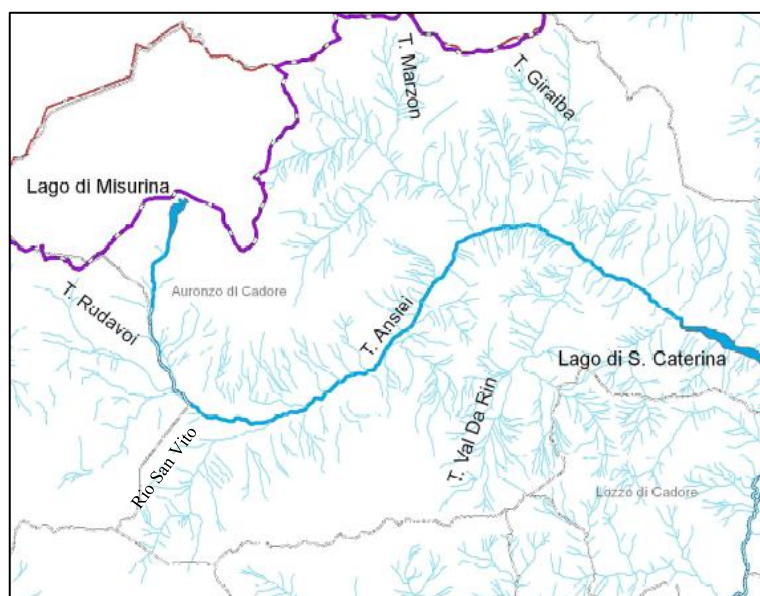 T. Marzon
T. Giralba
Lago di Misurina
Auronzo di Cadore
T. Rudavoi
T. Ansiei
Lago di S. Caterina
T. Val Da Rin
Rio San Vito
Lozzo di Cadore